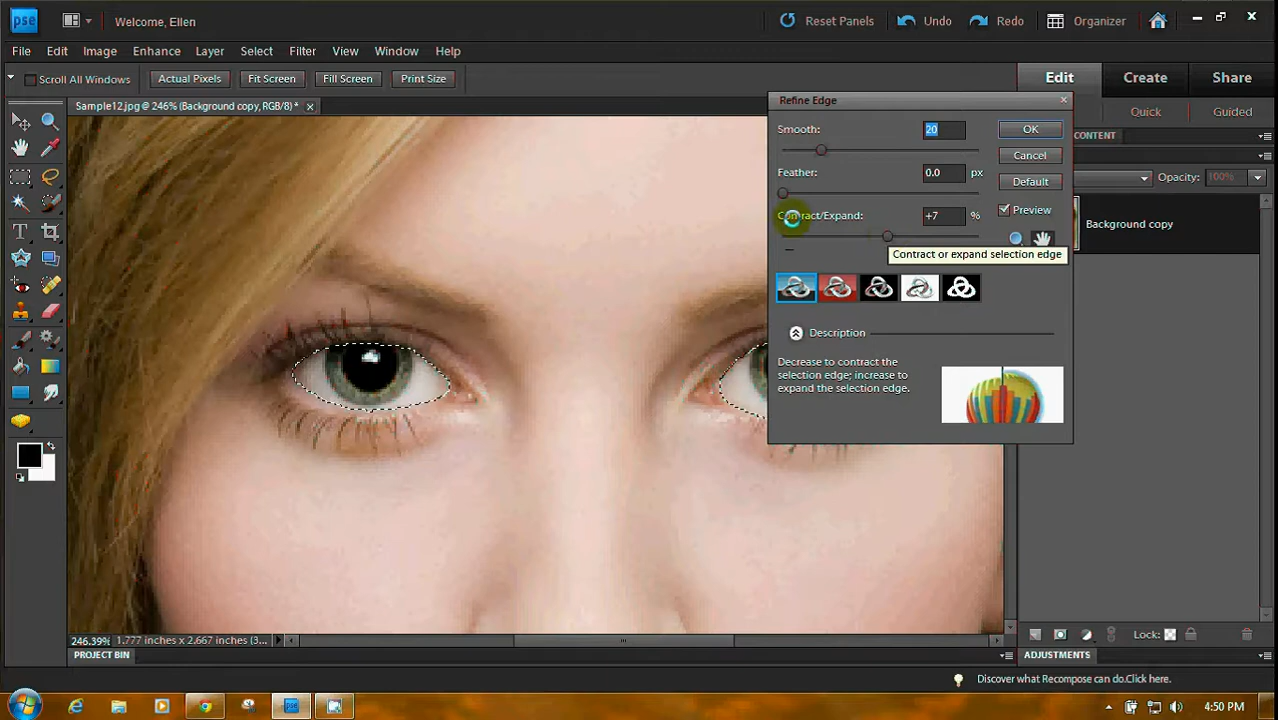 pse Welcome, Ellen Reset Panels Undo Redo Organizer
File Edit Image Enhance Layer Select Filter View Window Help
Scroll All Windows Actual Pixels Fit Screen Fill Screen Print Size Edit Create Share
Sample12.jpg @ 246% (Background copy, RGB/8) *
Quick Guided
CONTENT
Opacity: 100%
Background copy
Refine Edge
Smooth: 20 OK
Cancel
Feather: 0.0 px
Default
Contract/Expand: +7 %
Preview
Contract or expand selection edge
Description
Decrease to contract the
selection edge; increase to
expand the selection edge.
T
246.39% 1.777 inches x 2.667 inches (3...
Lock:
PROJECT BIN ADJUSTMENTS
Discover what Recompose can do.Click here.
pse 4:50 PM